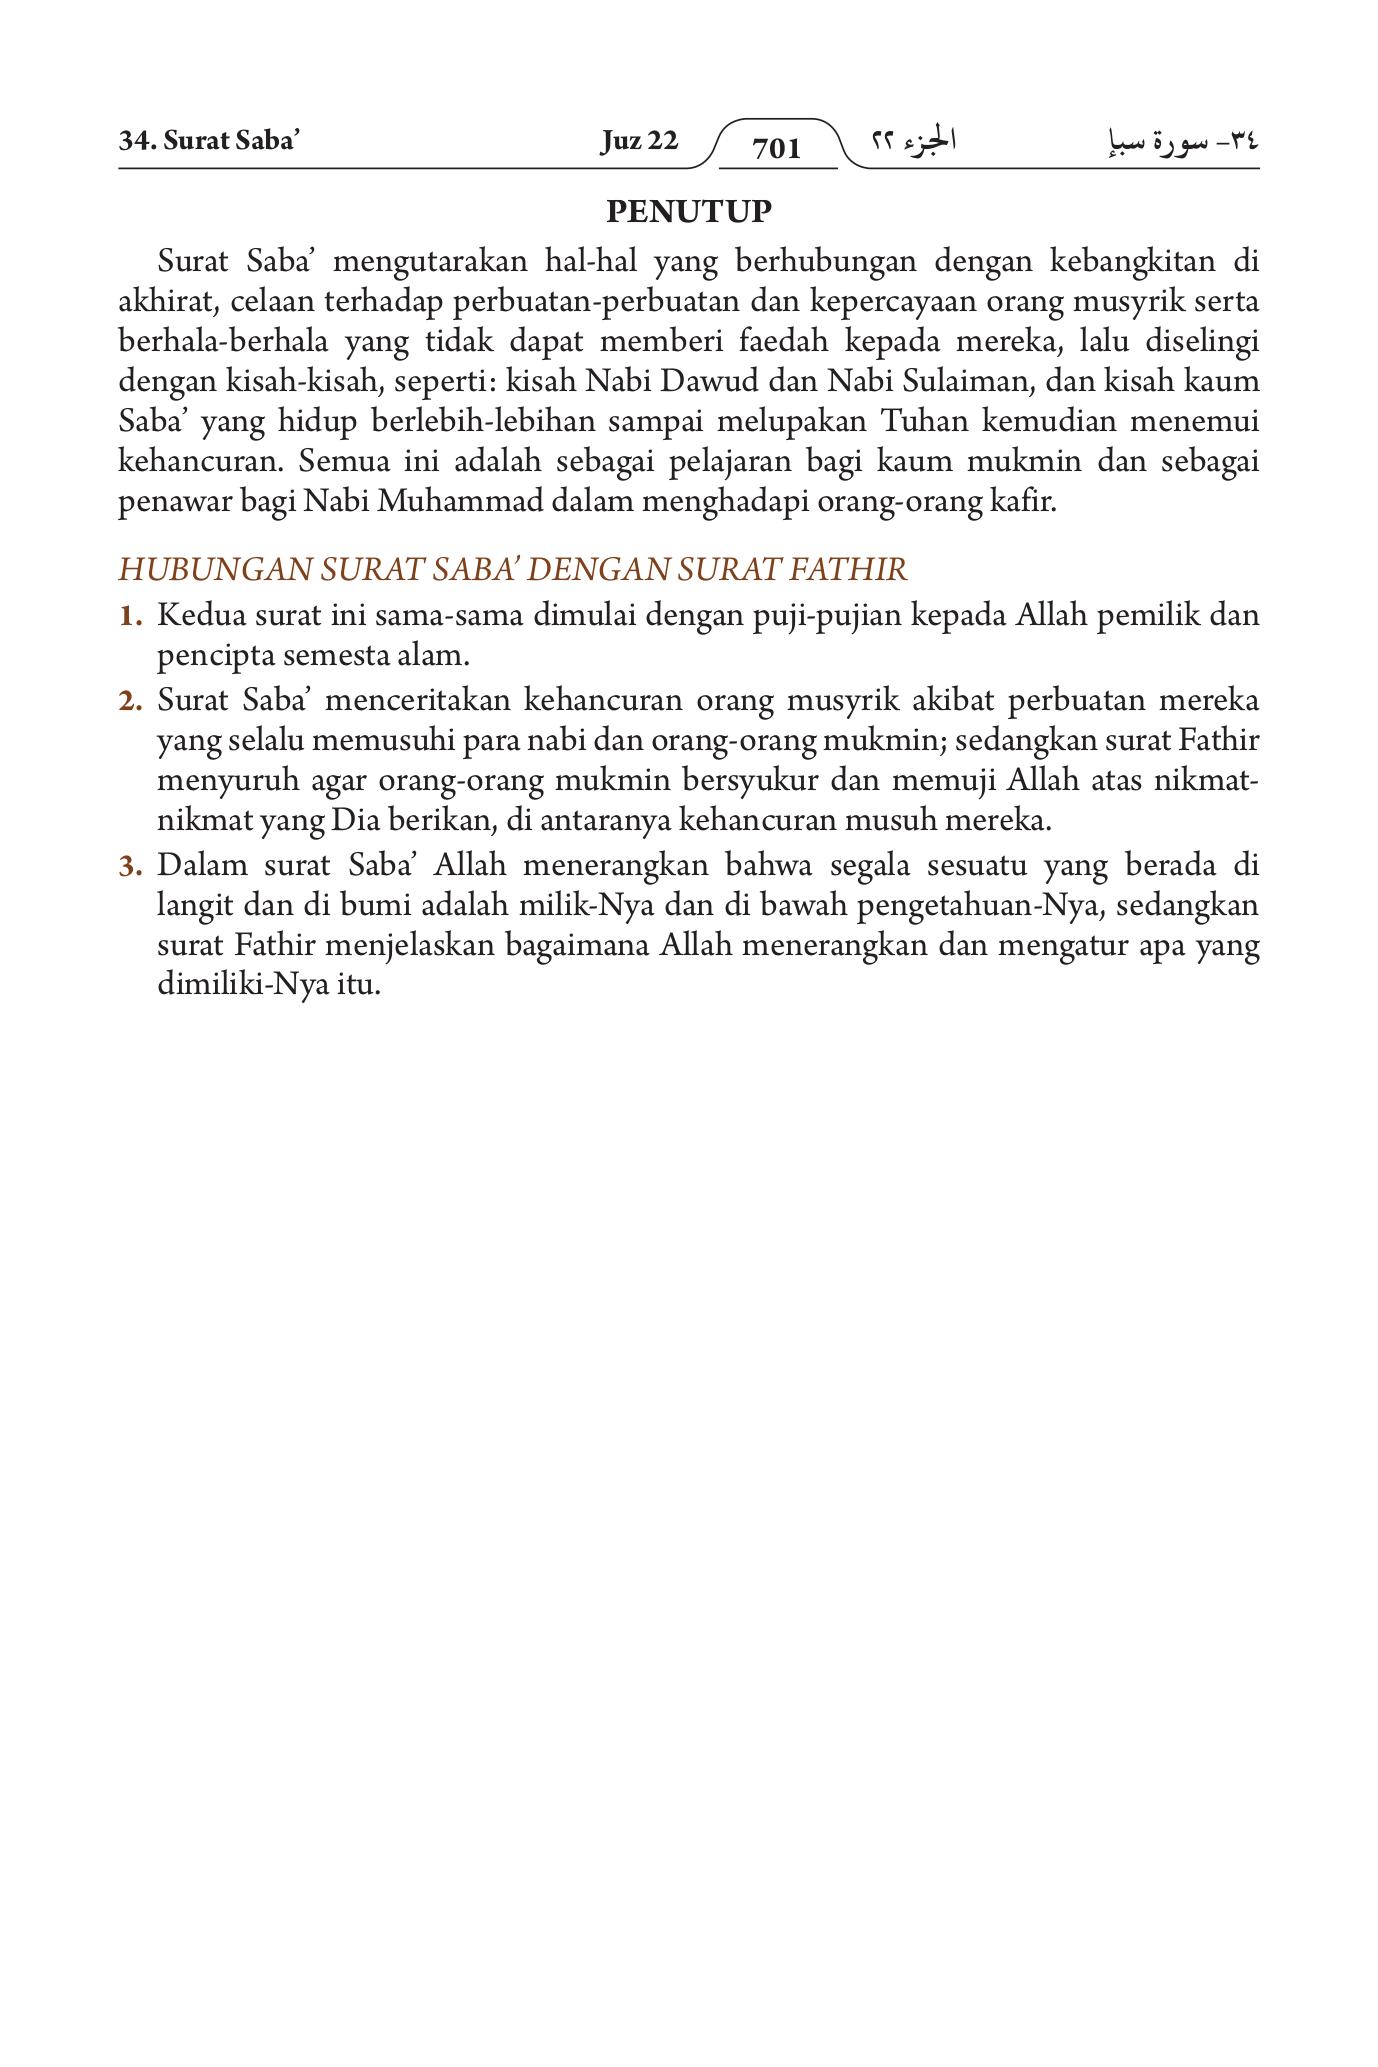 34. Surat Saba’ Juz 22 701 الجزء ٢٢ ٣٤– سورة سبإ
PENUTUP
Surat Saba’ mengutarakan hal-hal yang berhubungan dengan kebangkitan di
akhirat, celaan terhadap perbuatan-perbuatan dan kepercayaan orang musyrik serta
berhala-berhala yang tidak dapat memberi faedah kepada mereka, lalu diselingi
dengan kisah-kisah, seperti: kisah Nabi Dawud dan Nabi Sulaiman, dan kisah kaum
Saba’ yang hidup berlebih-lebihan sampai melupakan Tuhan kemudian menemui
kehancuran. Semua ini adalah sebagai pelajaran bagi kaum mukmin dan sebagai
penawar bagi Nabi Muhammad dalam menghadapi orang-orang kafir.
HUBUNGAN SURAT SABA’ DENGAN SURAT FATHIR
1. Kedua surat ini sama-sama dimulai dengan puji-pujian kepada Allah pemilik dan
pencipta semesta alam.
2. Surat Saba’ menceritakan kehancuran orang musyrik akibat perbuatan mereka
yang selalu memusuhi para nabi dan orang-orang mukmin; sedangkan surat Fathir
menyuruh agar orang-orang mukmin bersyukur dan memuji Allah atas nikmat-
nikmat yang Dia berikan, di antaranya kehancuran musuh mereka.
3. Dalam surat Saba’ Allah menerangkan bahwa segala sesuatu yang berada di
langit dan di bumi adalah milik-Nya dan di bawah pengetahuan-Nya, sedangkan
surat Fathir menjelaskan bagaimana Allah menerangkan dan mengatur apa yang
dimiliki-Nya itu.